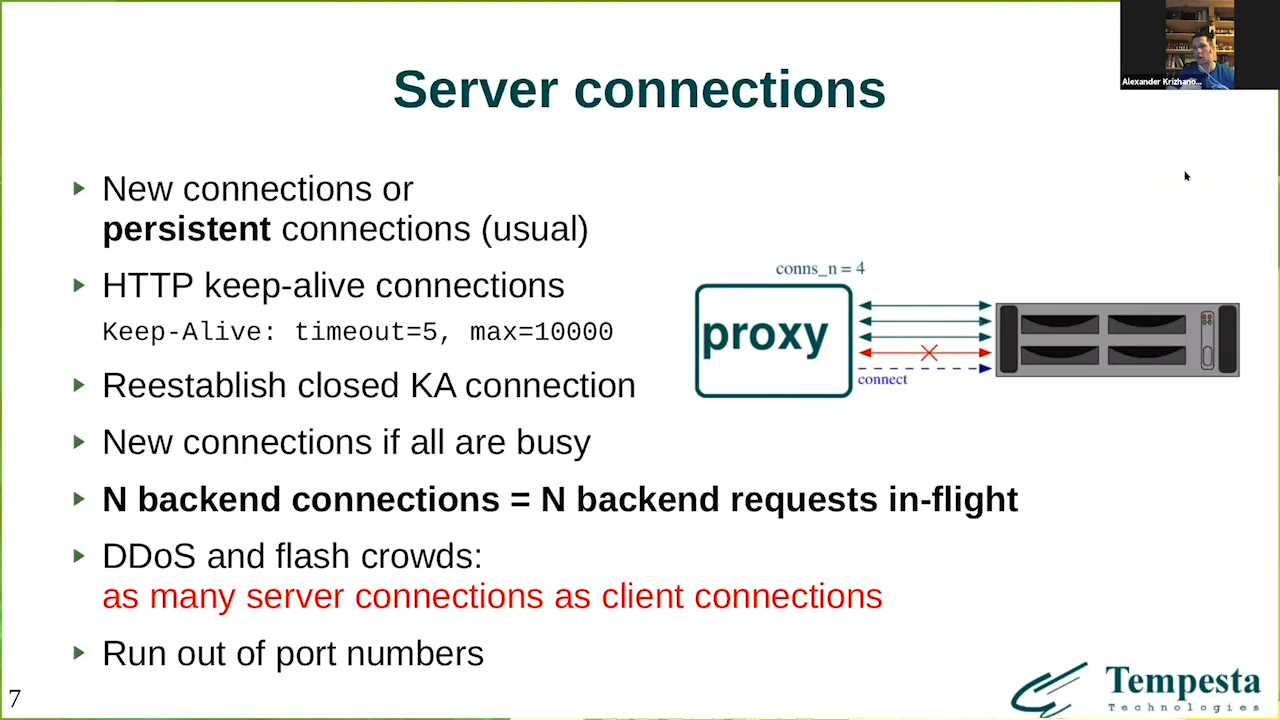 Alexander Krizhano...
Server connections
New connections or
persistent connections (usual)
HTTP keep-alive connections
Keep-Alive: timeout=5, max=10000
Reestablish closed KA connection
New connections if all are busy
N backend connections = N backend requests in-flight
DDoS and flash crowds:
as many server connections as client connections
Run out of port numbers
conns_n = 4
proxy
connect
7
Tempesta
Technologies